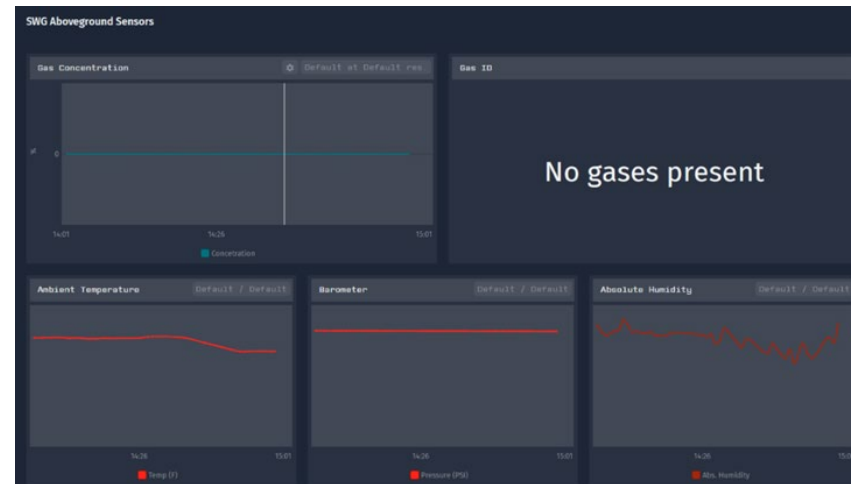 SWG Aboveground Sensors
Gas Concentration
Default at Default res
Gas ID
%
0
14:01
14:26
15:01
Concetration
No gases present
Ambient Temperature
Default / Default
Barometer
Default / Default
Absolute Humidity
Default / Default
14:26
15:01
Temp (F)
14:26
15:01
Pressure (PSI)
14:26
Abs. Humidity